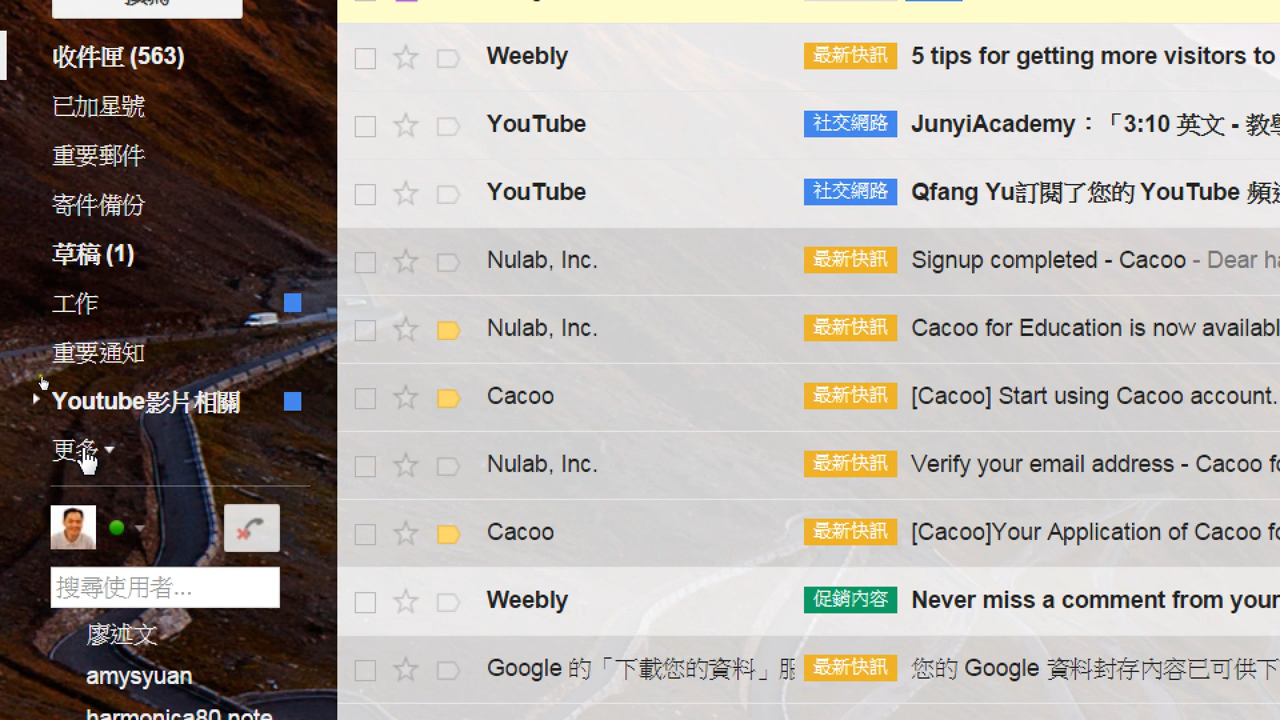 收件匣 (563)
已加星號
重要郵件
寄件備份
草稿 (1)
工作
重要通知
Youtube影片相關
更多
搜尋使用者...
廖述文
amysyuan
harmonica80.note
Weebly 最新快訊 5 tips for getting more visitors to
YouTube 社交網路 JunyiAcademy：「3:10 英文 - 教學
YouTube 社交網路 Qfang Yu訂閱了您的 YouTube 頻道
Nulab, Inc. 最新快訊 Signup completed - Cacoo - Dear ha
Nulab, Inc. 最新快訊 Cacoo for Education is now availabl
Cacoo 最新快訊 [Cacoo] Start using Cacoo account.
Nulab, Inc. 最新快訊 Verify your email address - Cacoo fo
Cacoo 最新快訊 [Cacoo]Your Application of Cacoo fo
Weebly 促銷內容 Never miss a comment from your
Google 的「下載您的資料」服 最新快訊 您的 Google 資料封存內容已可供下